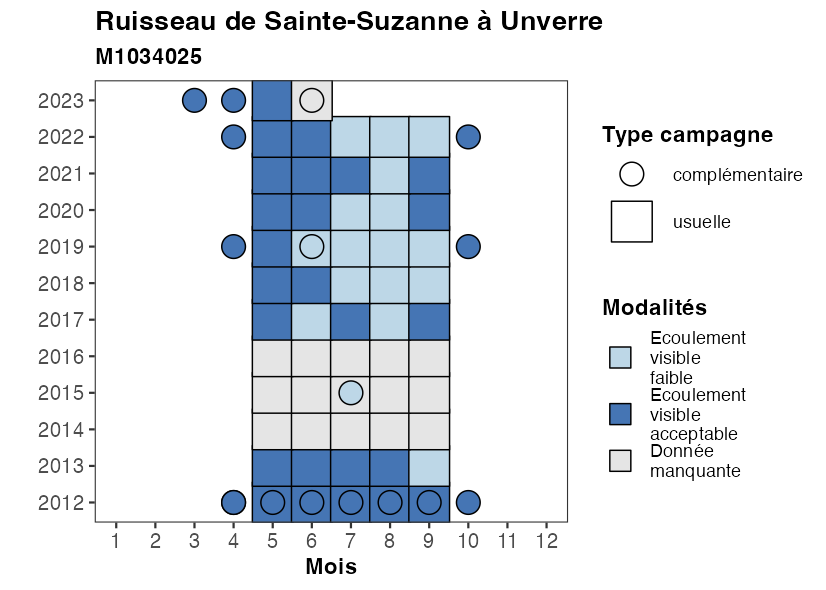 Ruisseau de Sainte-Suzanne à Unverre
M1034025
2023
2022
2021
2020
2019
2018
2017
2016
2015
2014
2013
2012
1 2 3 4 5 6 7 8 9 10 11 12
Mois
Type campagne
complémentaire
usuelle
Modalités
Ecoulement
visible
faible
Ecoulement
visible
acceptable
Donnée
manquante